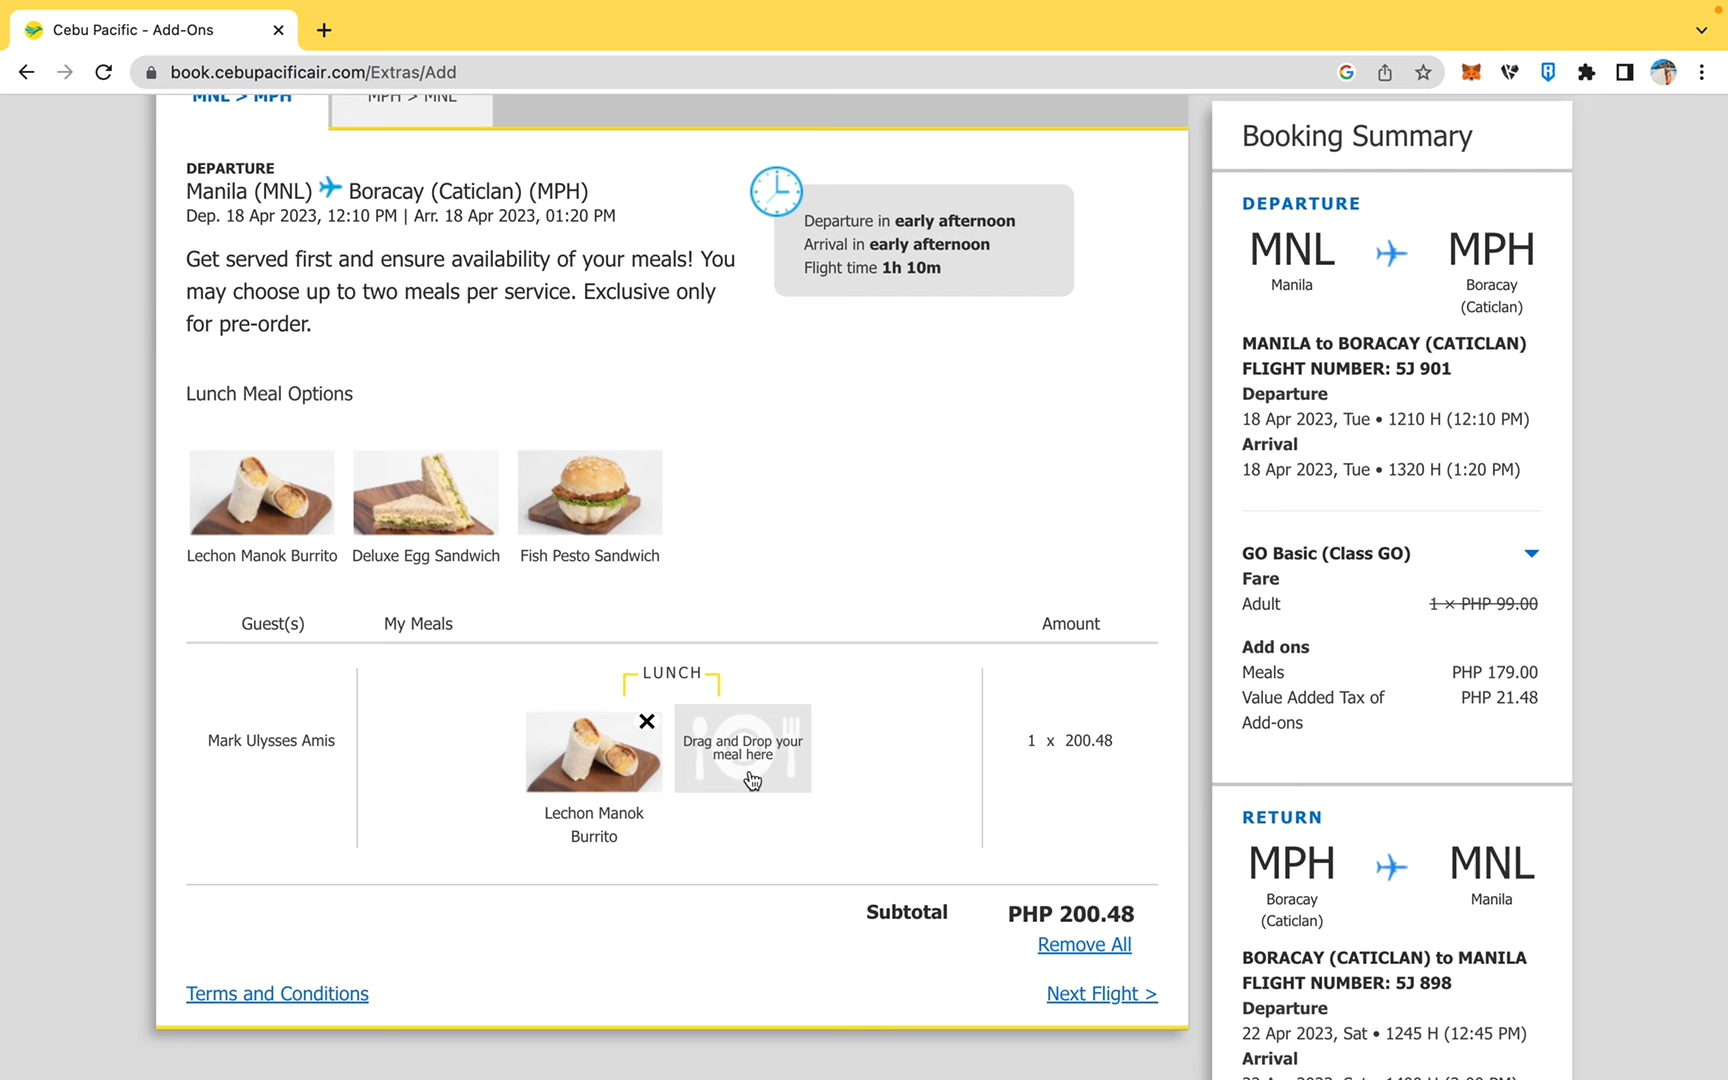 Cebu Pacific - Add-Ons
book.cebupacificair.com/Extras/Add
MNL > MPH
MPH > MNL
DEPARTURE
Manila (MNL) Boracay (Caticlan) (MPH)
Dep. 18 Apr 2023, 12:10 PM | Arr. 18 Apr 2023, 01:20 PM
Departure in early afternoon
Arrival in early afternoon
Flight time 1h 10m
Get served first and ensure availability of your meals! You
may choose up to two meals per service. Exclusive only
for pre-order.
Lunch Meal Options
Lechon Manok Burrito
Deluxe Egg Sandwich
Fish Pesto Sandwich
Guest(s) My Meals Amount
LUNCH
Mark Ulysses Amis
Drag and Drop your
meal here
1 x 200.48
Lechon Manok
Burrito
Subtotal PHP 200.48
Remove All
Terms and Conditions
Next Flight >
Booking Summary
DEPARTURE
MNL MPH
Manila
Boracay
(Caticlan)
MANILA to BORACAY (CATICLAN)
FLIGHT NUMBER: 5J 901
Departure
18 Apr 2023, Tue • 1210 H (12:10 PM)
Arrival
18 Apr 2023, Tue • 1320 H (1:20 PM)
GO Basic (Class GO)
Fare
Adult 1 × PHP 99.00
Add ons
Meals PHP 179.00
Value Added Tax of PHP 21.48
Add-ons
RETURN
MPH MNL
Boracay
(Caticlan)
Manila
BORACAY (CATICLAN) to MANILA
FLIGHT NUMBER: 5J 898
Departure
22 Apr 2023, Sat • 1245 H (12:45 PM)
Arrival